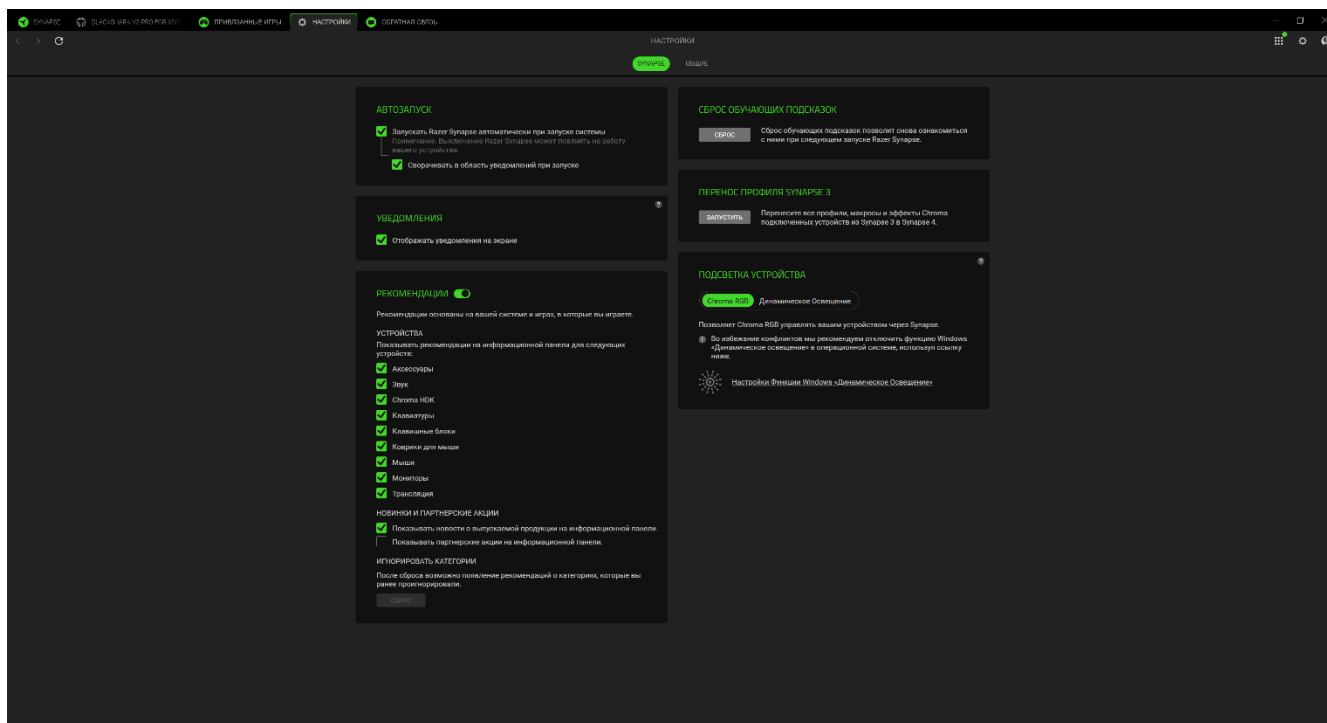 SYNAPSE
BLACKSHARK V3 PRO FOR XBO
ПРИВЯЗАННЫЕ ИГРЫ
НАСТРОЙКИ
ОБРАТНАЯ СВЯЗЬ
НАСТРОЙКИ
SYNAPSE
ОБЩИЕ
АВТОЗАПУСК
Запускать Razer Synapse автоматически при запуске системы
Примечание. Выключение Razer Synapse может повлиять на работу
вашего устройства.
Сворачивать в область уведомлений при запуске
УВЕДОМЛЕНИЯ
Отображать уведомления на экране
РЕКОМЕНДАЦИИ
Рекомендации основаны на вашей системе и играх, в которые вы играете.
УСТРОЙСТВА
Показывать рекомендации на информационной панели для следующих
устройств:
Аксессуары
Звук
Chroma HDK
Клавиатуры
Клавишные блоки
Коврики для мыши
Мыши
Мониторы
Трансляция
НОВИНКИ И ПАРТНЕРСКИЕ АКЦИИ
Показывать новости о выпускаемой продукции на информационной панели.
Показывать партнерские акции на информационной панели.
ИГНОРИРОВАТЬ КАТЕГОРИИ
После сброса возможно появление рекомендаций о категориях, которые вы
ранее проигнорировали.
СБРОС
СБРОС ОБУЧАЮЩИХ ПОДСКАЗОК
СБРОС
Сброс обучающих подсказок позволит снова ознакомиться
с ними при следующем запуске Razer Synapse.
ПЕРЕНОС ПРОФИЛЯ SYNAPSE 3
ЗАПУСТИТЬ
Перенесите все профили, макросы и эффекты Chroma
подключенных устройств из Synapse 3 в Synapse 4.
ПОДСВЕТКА УСТРОЙСТВА
Chroma RGB
Динамическое Освещение
Позволяет Chroma RGB управлять вашим устройством через Synapse.
Во избежание конфликтов мы рекомендуем отключить функцию Windows
«Динамическое освещение» в операционной системе, используя ссылку
ниже.
Настройки Функции Windows «Динамическое Освещение»